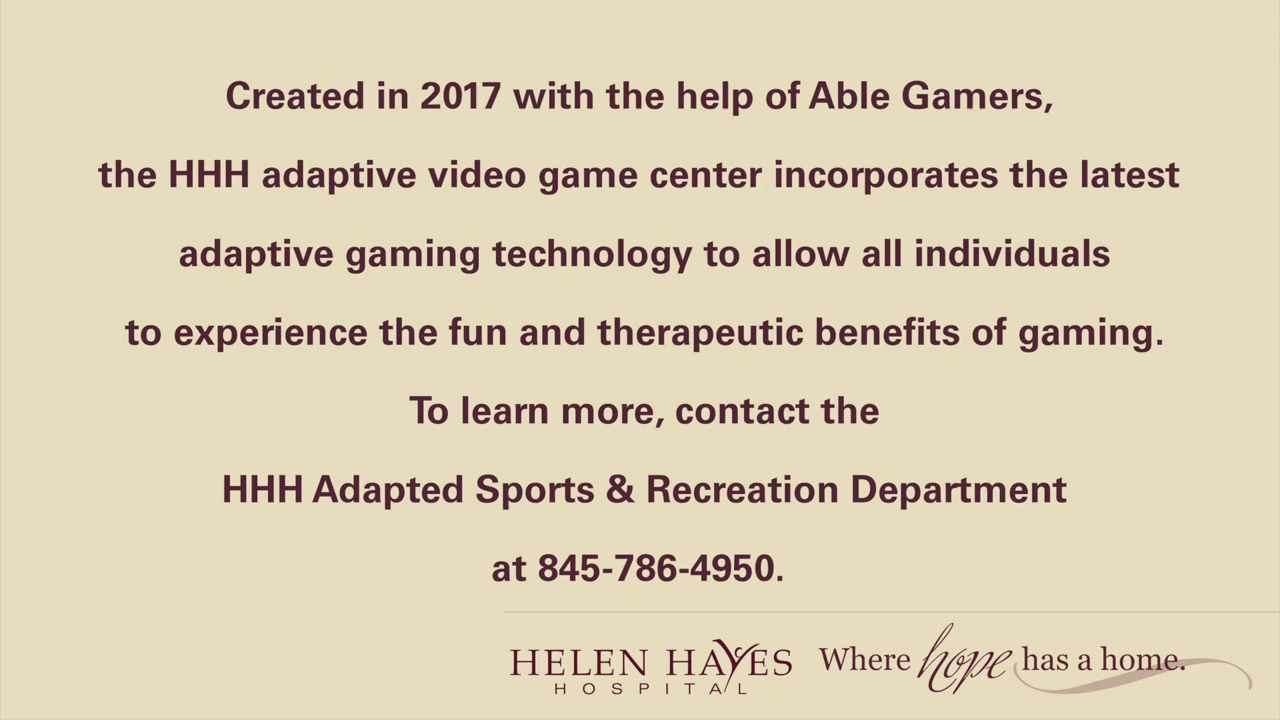 Created in 2017 with the help of Able Gamers,
the HHH adaptive video game center incorporates the latest
adaptive gaming technology to allow all individuals
to experience the fun and therapeutic benefits of gaming.
To learn more, contact the
HHH Adapted Sports & Recreation Department
at 845-786-4950.
HELEN HAYES
HOSPITAL
Where hope has a home.